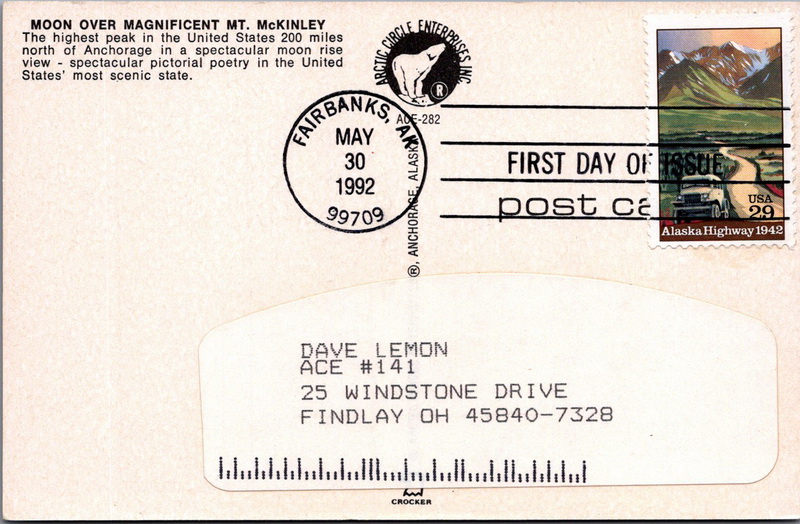 MOON OVER MAGNIFICENT MT. McKINLEY
The highest peak in the United States 200 miles
north of Anchorage in a spectacular moon rise
view - spectacular pictorial poetry in the United
States' most scenic state.
ARCTIC CIRCLE ENTERPRISES INC.
®
ACE-282
®, ANCHORAGE, ALASKA
FAIRBANKS, AK
MAY
30
1992
99709
FIRST DAY OF ISSUE
post ca
USA
29
Alaska Highway 1942
DAVE LEMON
ACE #141
25 WINDSTONE DRIVE
FINDLAY OH 45840-7328
CROCKER